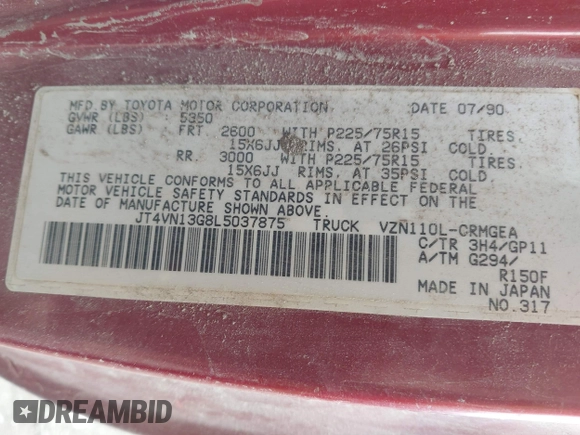 MFD.BY TOYOTA MOTOR CORPORATION DATE 07/90
GVWR (LBS) 5350
GAWR (LBS) FRT. 2600 WITH P225/75R15 TIRES.
15X6JJ RIMS. AT 26PSI COLD
RR. 3000 WITH P225/75R15 TIRES.
15X6JJ RIMS. AT 35PSI COLD
THIS VEHICLE CONFORMS TO ALL APPLICABLE FEDERAL
MOTOR VEHICLE SAFETY STANDARDS IN EFFECT ON THE
DATE OF MANUFACTURE SHOWN ABOVE.
JT4VN13G8L5037875 TRUCK VZN110L-CRMGEA
C/TR 3H4/GP11
A/TM G294/
R150F
MADE IN JAPAN
NO.317
DREAMBID